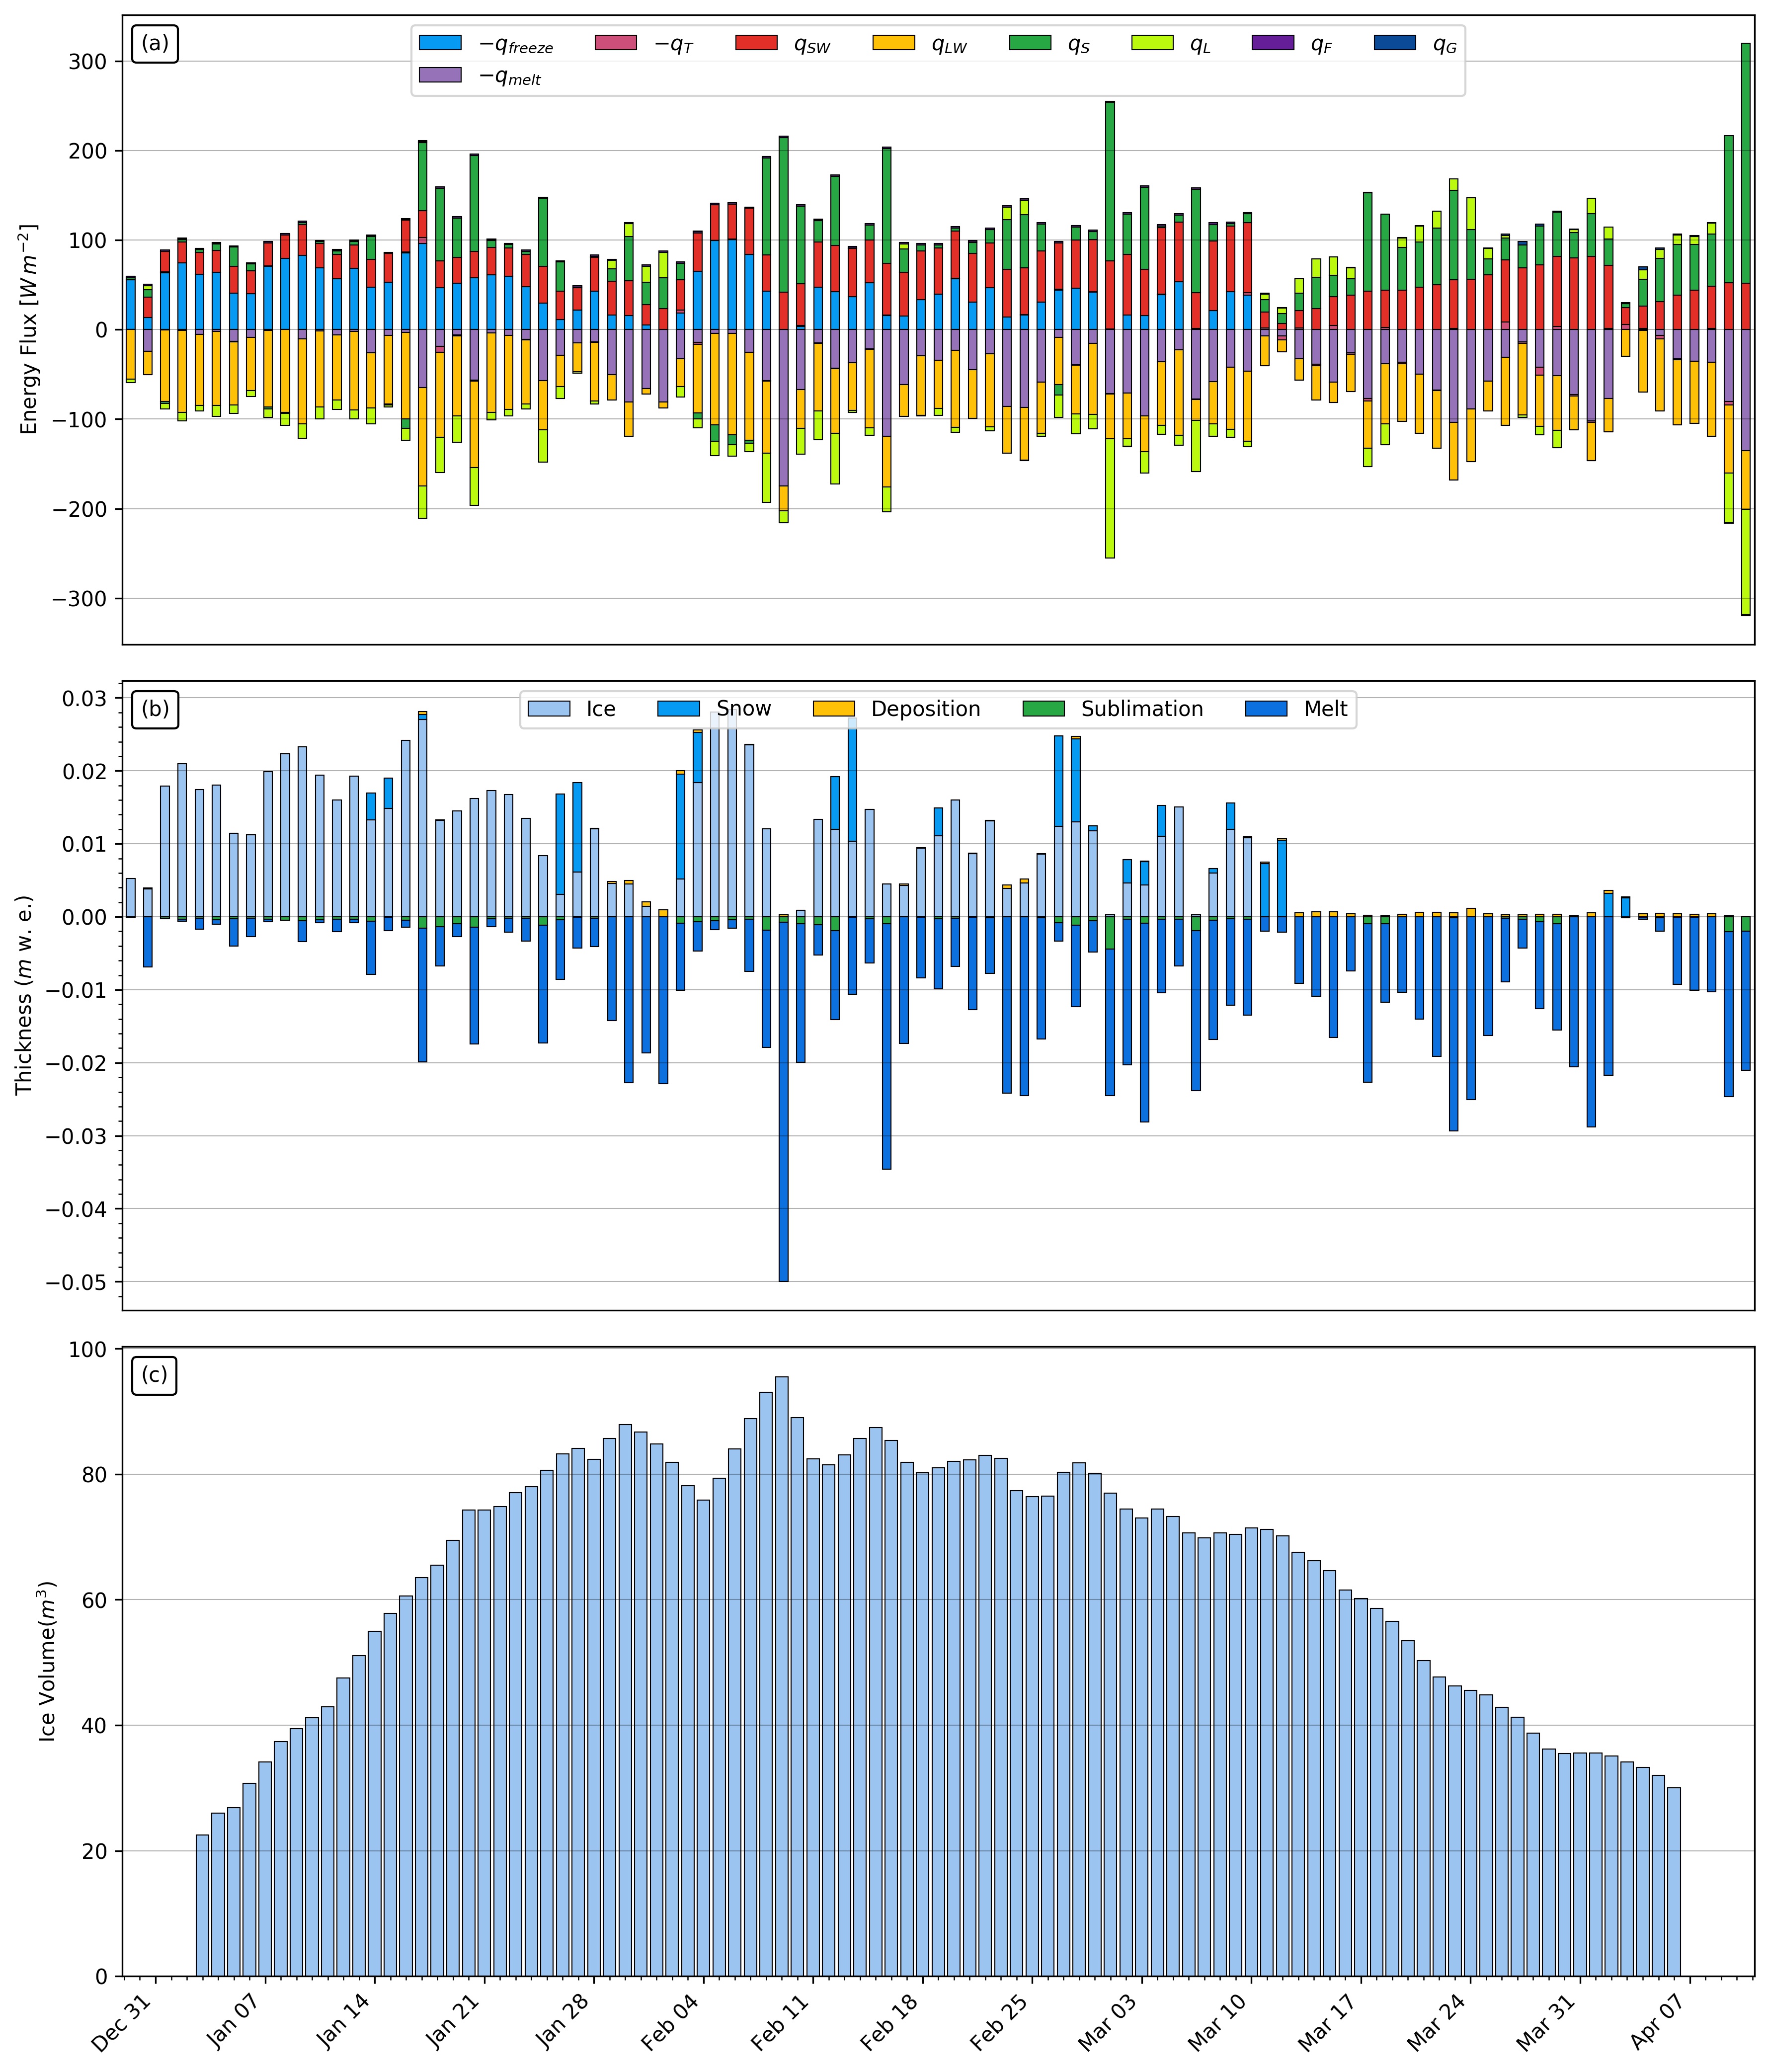 (a)
−q_freeze −q_T q_SW q_LW q_S q_L q_F q_G
−q_melt
300
200
100
0
−100
−200
−300
Energy Flux [W m⁻²]
(b)
Ice Snow Deposition Sublimation Melt
0.03
0.02
0.01
0.00
−0.01
−0.02
−0.03
−0.04
−0.05
Thickness (m w. e.)
(c)
100
80
60
40
20
0
Ice Volume(m³)
Dec 31 Jan 07 Jan 14 Jan 21 Jan 28 Feb 04 Feb 11 Feb 18 Feb 25 Mar 03 Mar 10 Mar 17 Mar 24 Mar 31 Apr 07